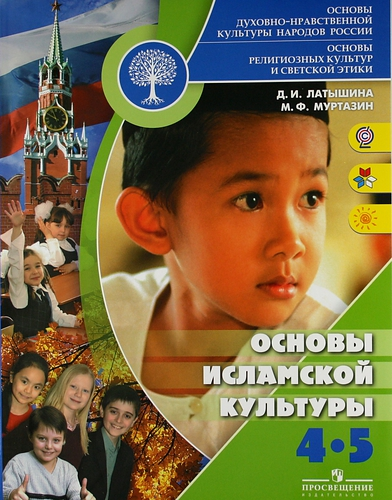 ОСНОВЫ
ДУХОВНО-НРАВСТВЕННОЙ
КУЛЬТУРЫ НАРОДОВ РОССИИ
ОСНОВЫ
РЕЛИГИОЗНЫХ КУЛЬТУР
И СВЕТСКОЙ ЭТИКИ
Д. И. ЛАТЫШИНА
М. Ф. МУРТАЗИН
ОСНОВЫ
ИСЛАМСКОЙ
КУЛЬТУРЫ
4•5
ПРОСВЕЩЕНИЕ
ИЗДАТЕЛЬСТВО